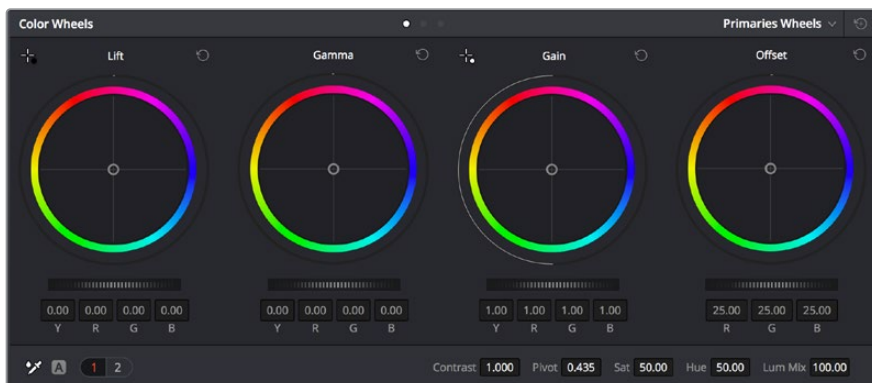 Color Wheels Primaries Wheels
Lift Gamma Gain Offset
0.00 0.00 0.00 0.00 0.00 0.00 0.00 0.00 1.00 1.00 1.00 1.00 25.00 25.00 25.00
Y R G B Y R G B Y R G B R G B
A 1 2 Contrast 1.000 Pivot 0.435 Sat 50.00 Hue 50.00 Lum Mix 100.00